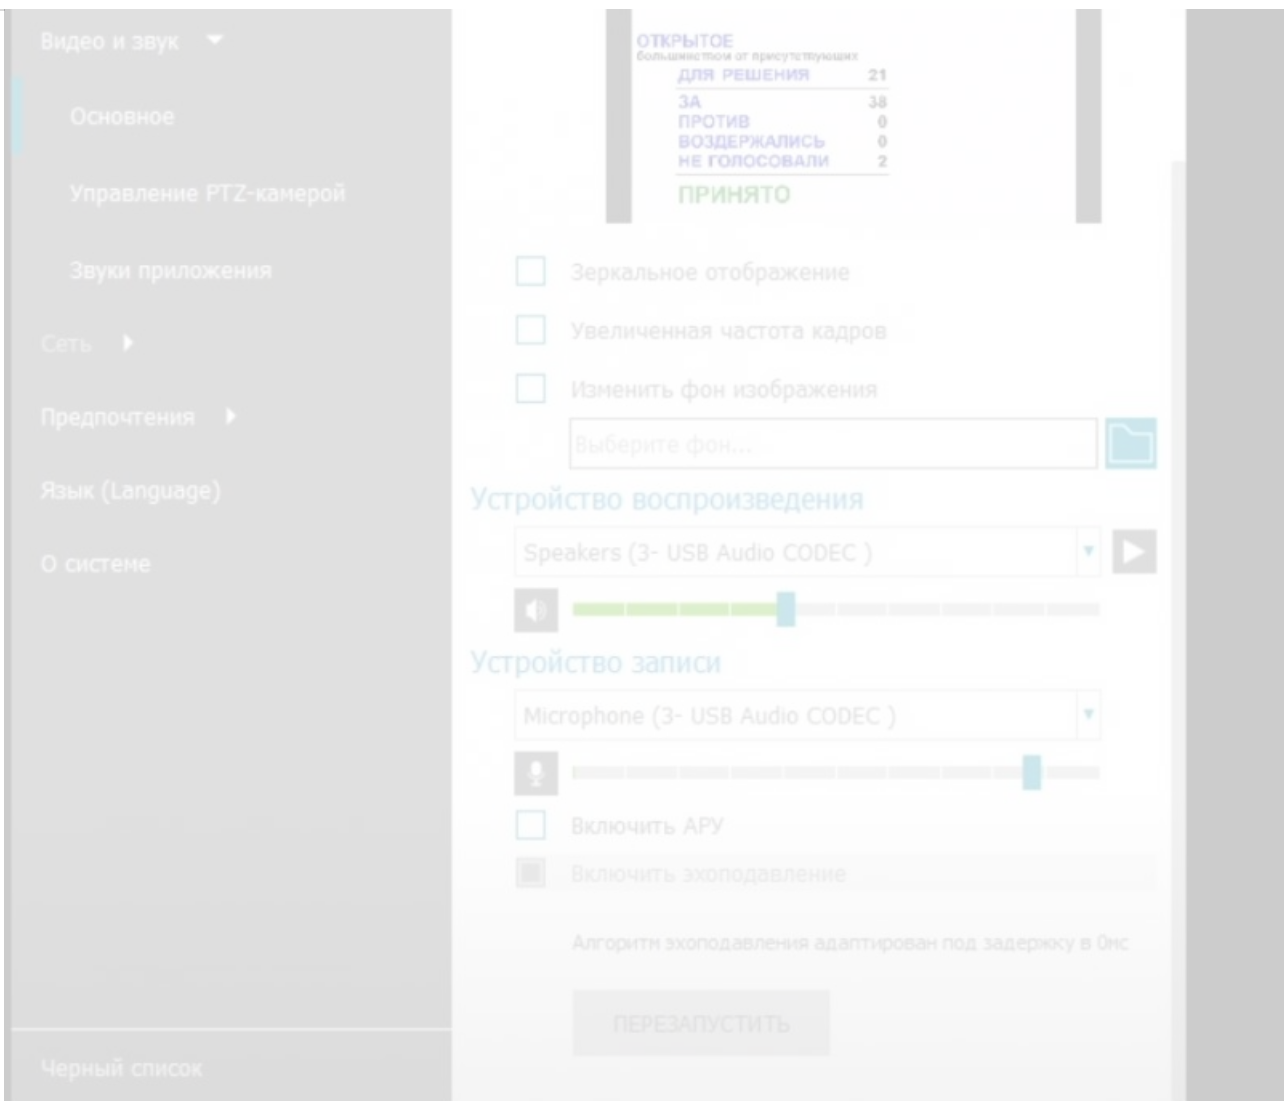 Видео и звук
Основное
Управление PTZ-камерой
Звуки приложения
Сеть
Предпочтения
Язык (Language)
О системе
Черный список
ОТКРЫТОЕ
большинством от присутствующих
ДЛЯ РЕШЕНИЯ 21
ЗА 38
ПРОТИВ 0
ВОЗДЕРЖАЛИСЬ 0
НЕ ГОЛОСОВАЛИ 2
ПРИНЯТО
Зеркальное отображение
Увеличенная частота кадров
Изменить фон изображения
Выберите фон...
Устройство воспроизведения
Speakers (3- USB Audio CODEC )
Устройство записи
Microphone (3- USB Audio CODEC )
Включить АРУ
Включить эхоподавление
Алгоритм эхоподавления адаптирован под задержку в 0мс
ПЕРЕЗАПУСТИТЬ